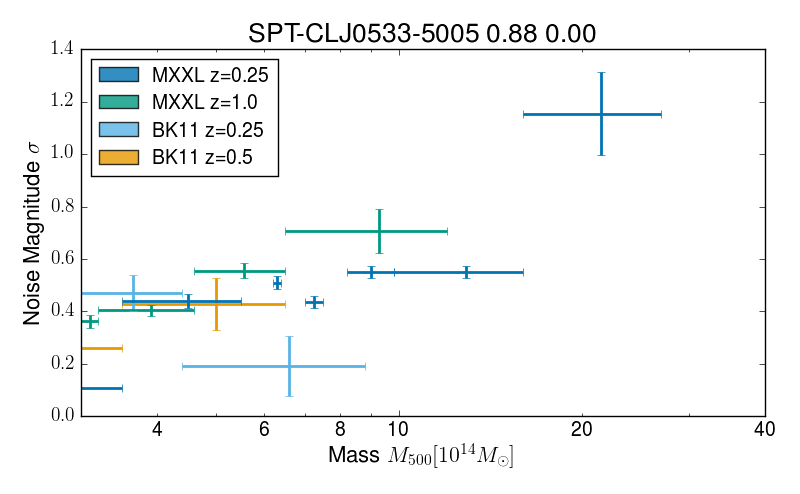 SPT-CLJ0533-5005 0.88 0.00
1.4
1.2
1.0
0.8
0.6
0.4
0.2
0.0
Noise Magnitude σ
MXXL z=0.25
MXXL z=1.0
BK11 z=0.25
BK11 z=0.5
4 6 8 10 20 40
Mass M₅₀₀[10¹⁴M☉]